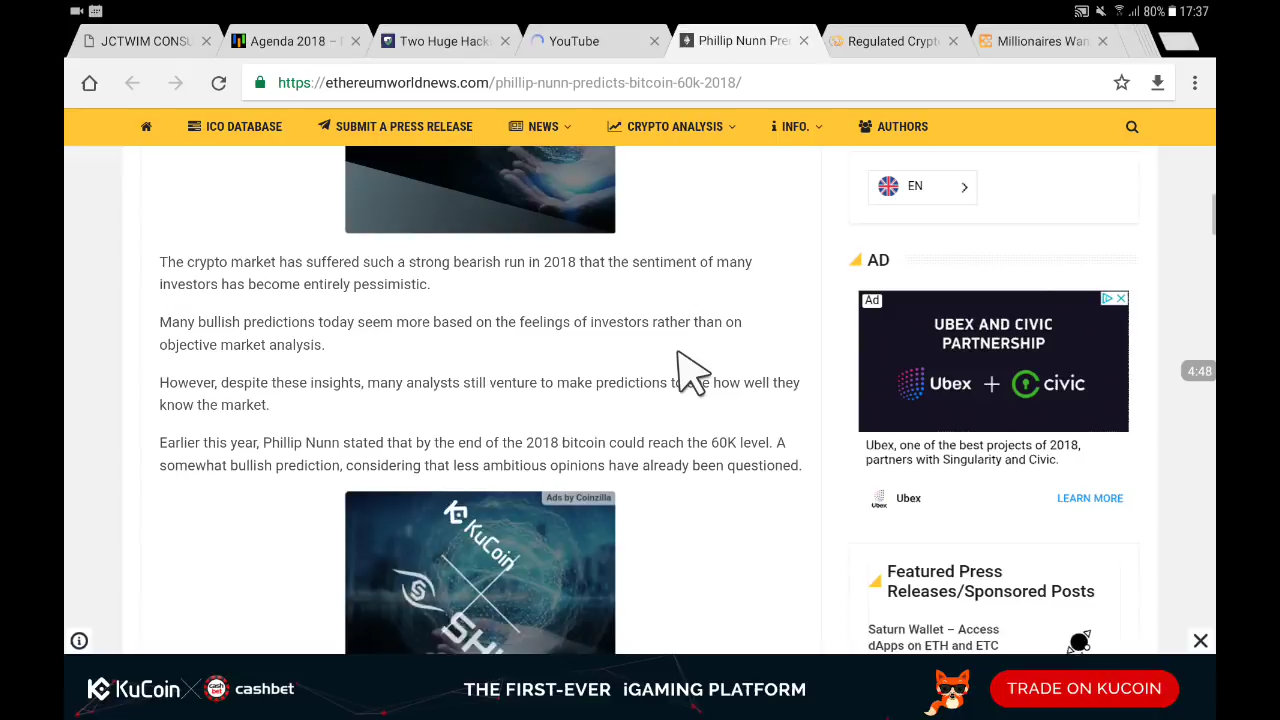 80% 17:37
JCTWIM CONSU
Agenda 2018 –
Two Huge Hack
YouTube
Phillip Nunn Pre
Regulated Crypt
Millionaires Wan
https://ethereumworldnews.com/phillip-nunn-predicts-bitcoin-60k-2018/
ICO DATABASE
SUBMIT A PRESS RELEASE
NEWS
CRYPTO ANALYSIS
INFO.
AUTHORS
EN
The crypto market has suffered such a strong bearish run in 2018 that the sentiment of many
investors has become entirely pessimistic.
Many bullish predictions today seem more based on the feelings of investors rather than on
objective market analysis.
However, despite these insights, many analysts still venture to make predictions how well they
know the market.
Earlier this year, Phillip Nunn stated that by the end of the 2018 bitcoin could reach the 60K level. A
somewhat bullish prediction, considering that less ambitious opinions have already been questioned.
Ads by Coinzilla
KuCoin
AD
Ad
UBEX AND CIVIC
PARTNERSHIP
Ubex + civic
Ubex, one of the best projects of 2018,
partners with Singularity and Civic.
Ubex
Ubex
LEARN MORE
4:48
Featured Press
Releases/Sponsored Posts
Saturn Wallet – Access
dApps on ETH and ETC
KuCoin
cash bet
cashbet
THE FIRST-EVER iGAMING PLATFORM
TRADE ON KUCOIN